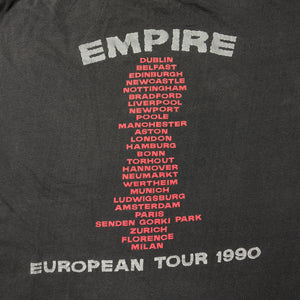 EMPIRE
DUBLIN
BELFAST
EDINBURGH
NEWCASTLE
NOTTINGHAM
BRADFORD
LIVERPOOL
NEWPORT
POOLE
MANCHESTER
ASTON
LONDON
HAMBURG
BONN
TORHOUT
HANNOVER
NEUMARKT
WERTHEIM
MUNICH
LUDWIGSBURG
AMSTERDAM
PARIS
SENDEN GORKI PARK
ZURICH
FLORENCE
MILAN
EUROPEAN TOUR 1990